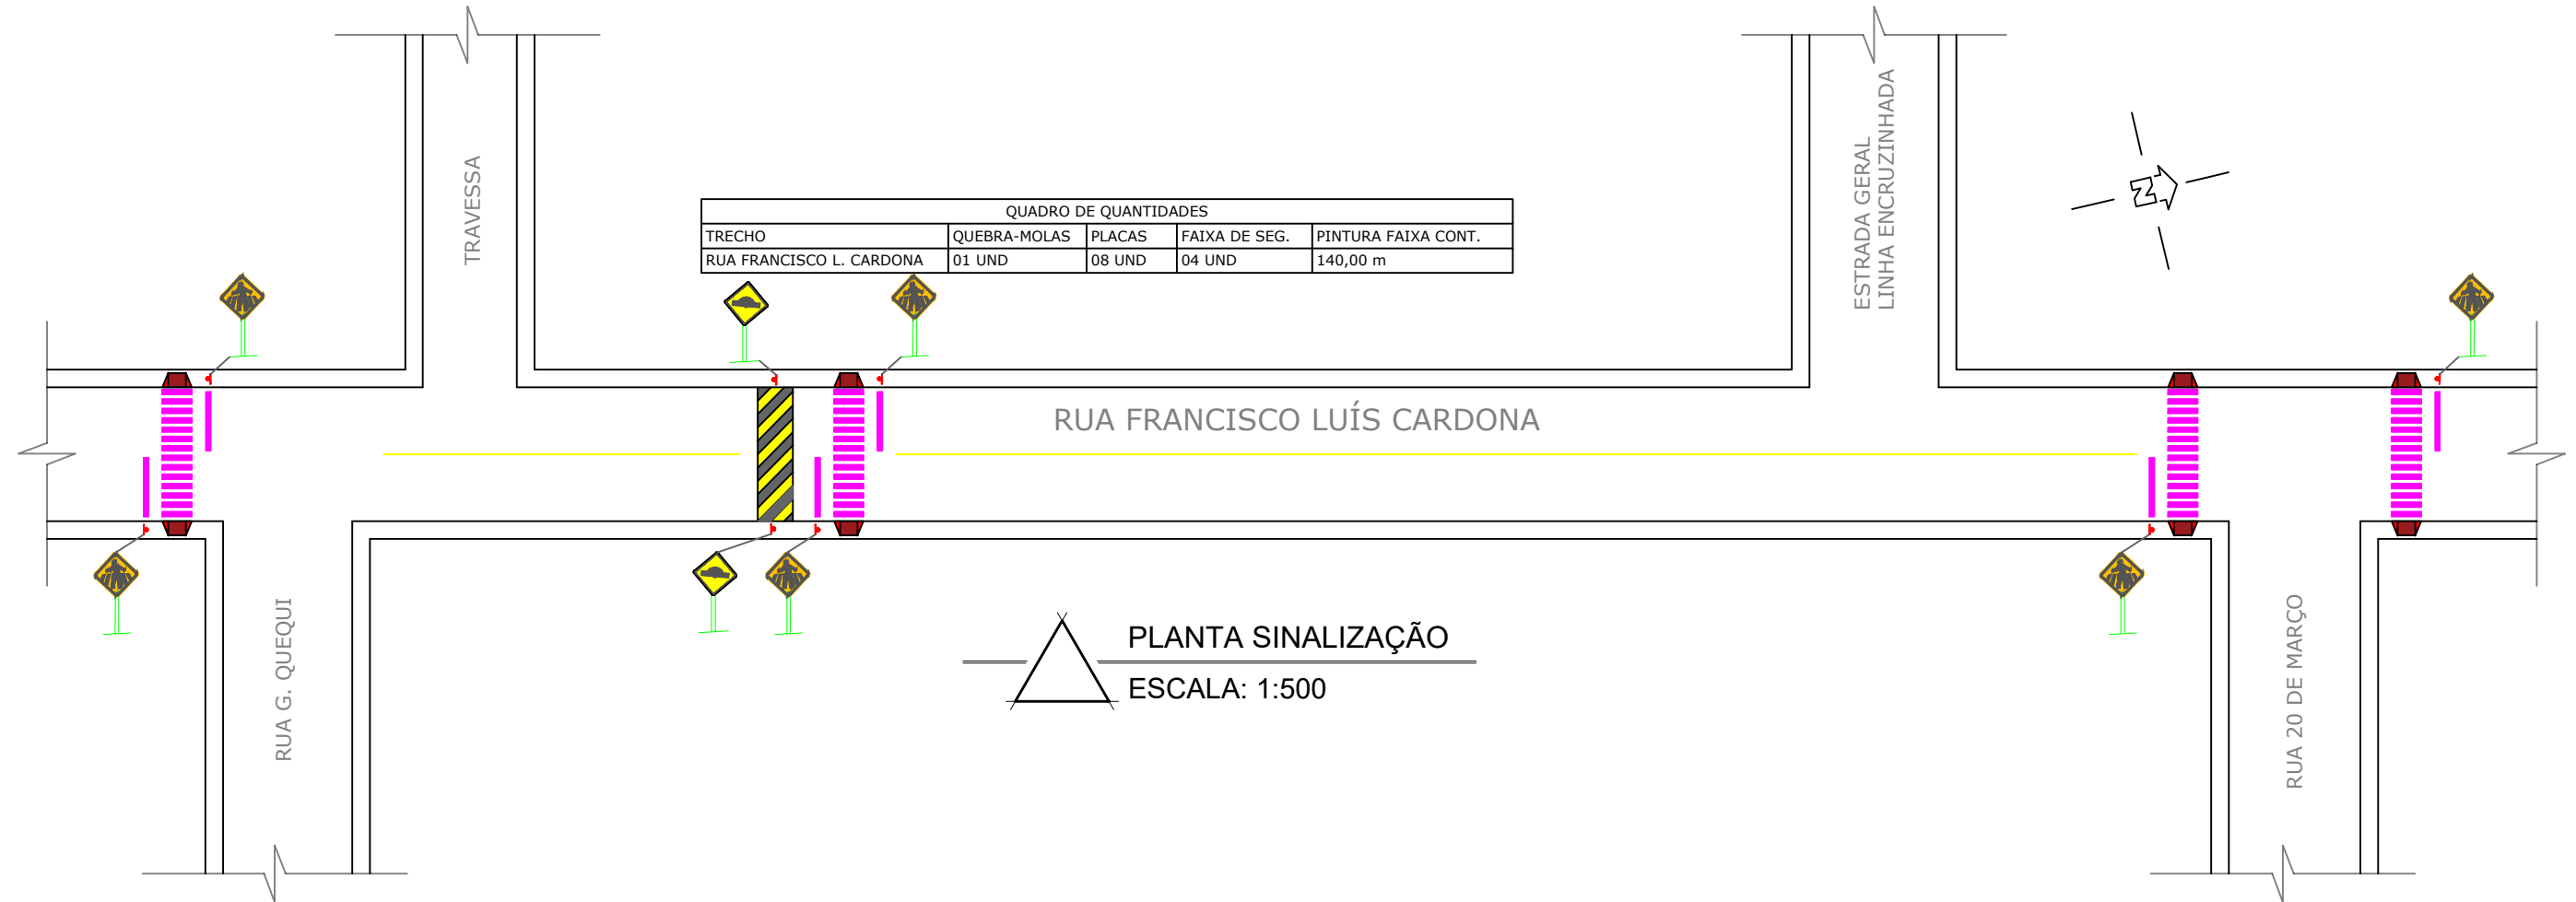 TRAVESSA
ESTRADA GERAL
LINHA ENCRUZINHADA
QUADRO DE QUANTIDADES
TRECHO QUEBRA-MOLAS PLACAS FAIXA DE SEG. PINTURA FAIXA CONT.
RUA FRANCISCO L. CARDONA 01 UND 08 UND 04 UND 140,00 m
N
RUA FRANCISCO LUÍS CARDONA
RUA G. QUEQUI
PLANTA SINALIZAÇÃO
ESCALA: 1:500
RUA 20 DE MARÇO